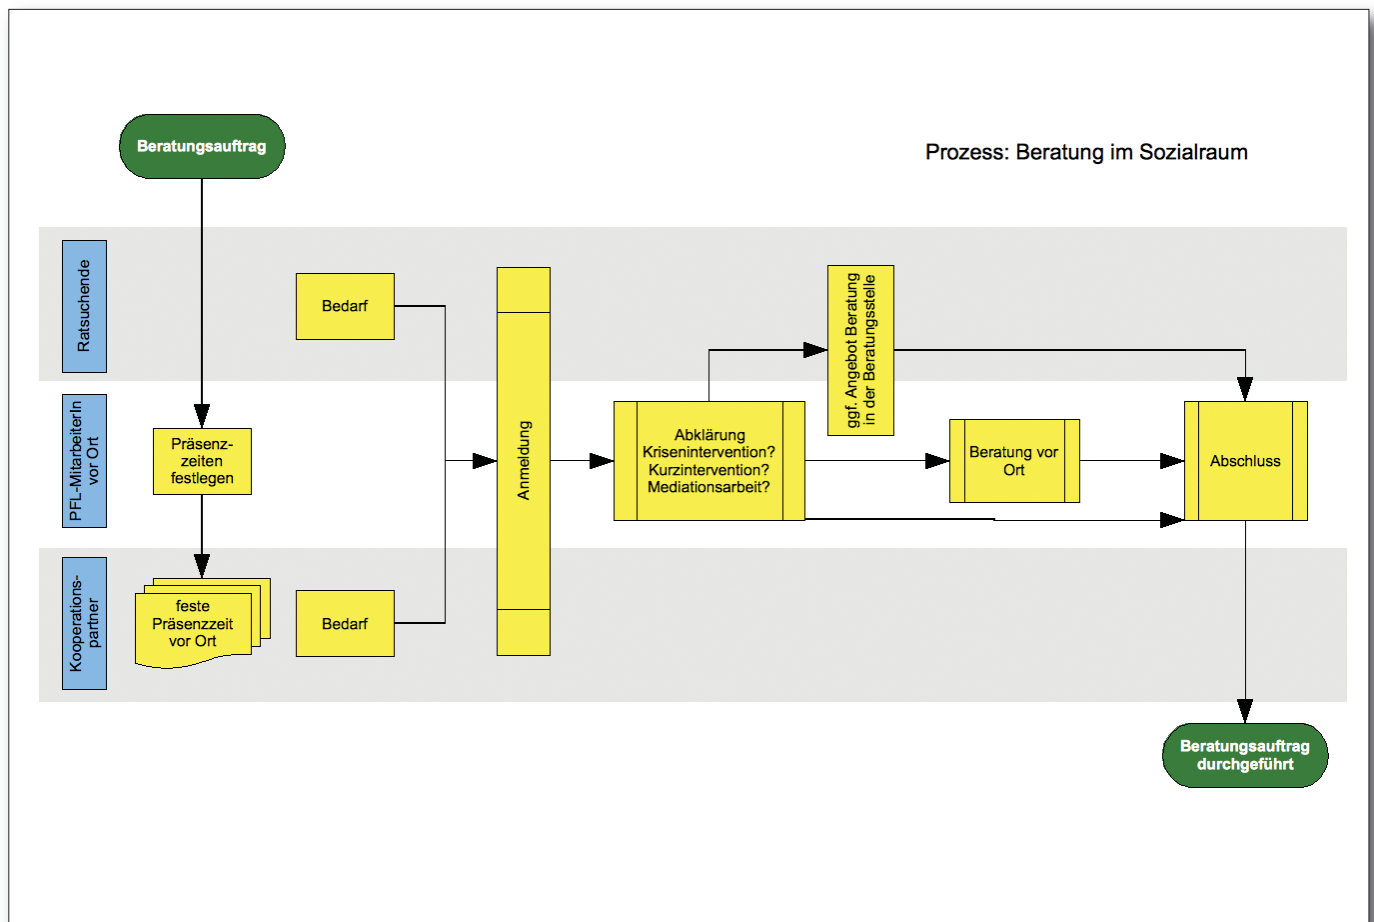 Beratungsauftrag
Prozess: Beratung im Sozialraum
Ratsuchende
Bedarf
ggf. Angebot Beratung
in der Beratungsstelle
PFL-MitarbeiterIn
vor Ort
Präsenz-
zeiten
festlegen
Anmeldung
Abklärung
Krisenintervention?
Kurzintervention?
Mediationsarbeit?
Beratung vor
Ort
Abschluss
Kooperations-
partner
feste
Präsenzzeit
vor Ort
Bedarf
Beratungsauftrag
durchgeführt